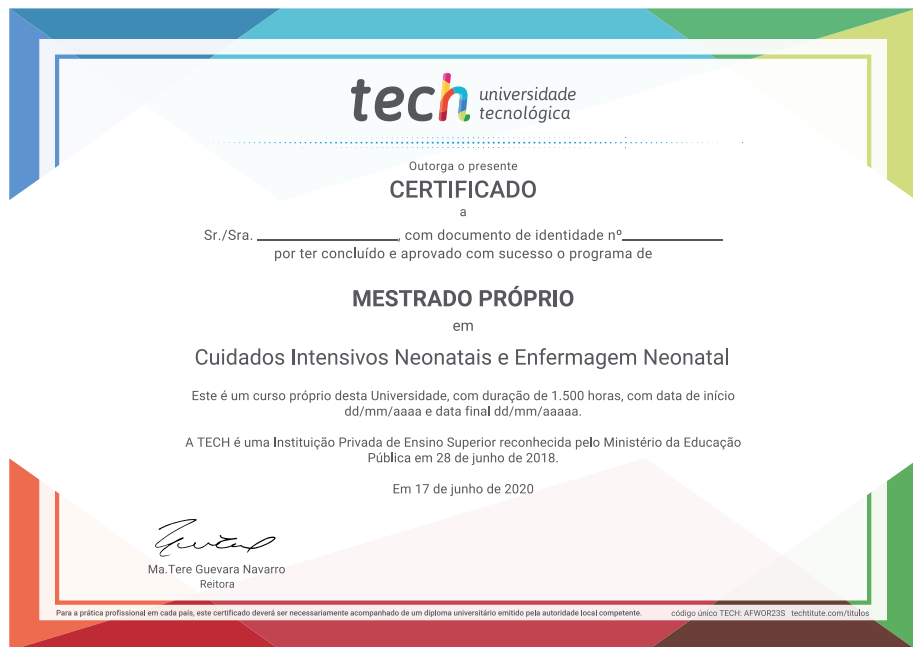 tech universidade
tecnológica
Outorga o presente
CERTIFICADO
a
Sr./Sra. ____________________, com documento de identidade nº______________
por ter concluído e aprovado com sucesso o programa de
MESTRADO PRÓPRIO
em
Cuidados Intensivos Neonatais e Enfermagem Neonatal
Este é um curso próprio desta Universidade, com duração de 1.500 horas, com data de início
dd/mm/aaaa e data final dd/mm/aaaaa.
A TECH é uma Instituição Privada de Ensino Superior reconhecida pelo Ministério da Educação
Pública em 28 de junho de 2018.
Em 17 de junho de 2020
Ma.Tere Guevara Navarro
Reitora
Para a prática profissional em cada país, este certificado deverá ser necessariamente acompanhado de um diploma universitário emitido pela autoridade local competente. código único TECH: AFWOR23S techtitute.com/titulos